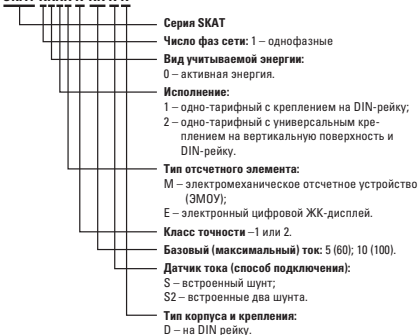 Серия SKAT
Число фаз сети: 1 – однофазные
Вид учитываемой энергии:
0 – активная энергия.
Исполнение:
1 – одно-тарифный с креплением на DIN-рейку;
2 – одно-тарифный с универсальным кре-
плением на вертикальную поверхность и
DIN-рейку.
Тип отсчетного элемента:
М – электромеханическое отсчетное устройство
(ЭМОУ);
Е – электронный цифровой ЖК-дисплей.
Класс точности –1 или 2.
Базовый (максимальный) ток: 5 (60); 10 (100).
Датчик тока (способ подключения):
S – встроенный шунт;
S2 – встроенные два шунта.
Тип корпуса и крепления:
D – на DIN рейку.